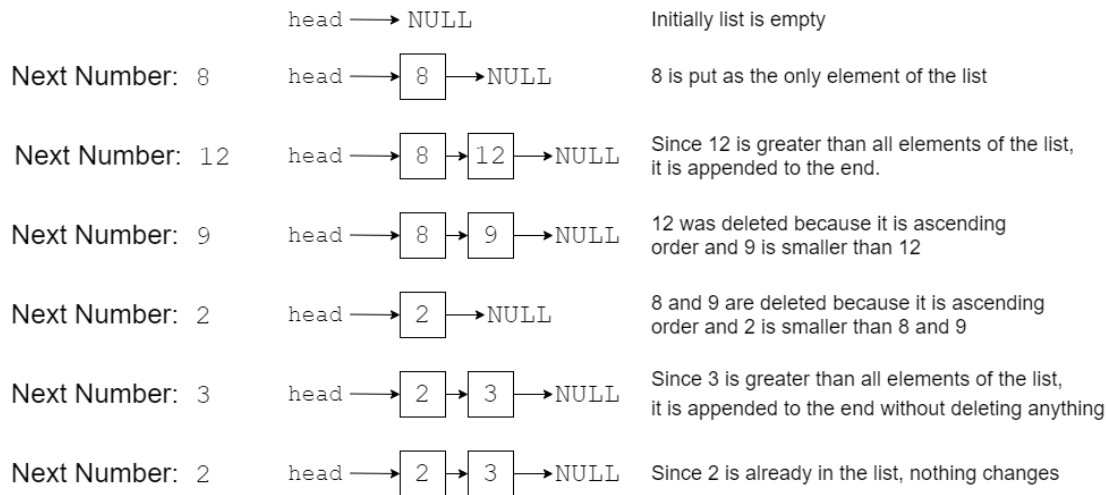 head NULL Initially list is empty
Next Number: 8 head 8 NULL 8 is put as the only element of the list
Next Number: 12 head 8 12 NULL Since 12 is greater than all elements of the list,
it is appended to the end.
Next Number: 9 head 8 9 NULL 12 was deleted because it is ascending
order and 9 is smaller than 12
Next Number: 2 head 2 NULL 8 and 9 are deleted because it is ascending
order and 2 is smaller than 8 and 9
Next Number: 3 head 2 3 NULL Since 3 is greater than all elements of the list,
it is appended to the end without deleting anything
Next Number: 2 head 2 3 NULL Since 2 is already in the list, nothing changes